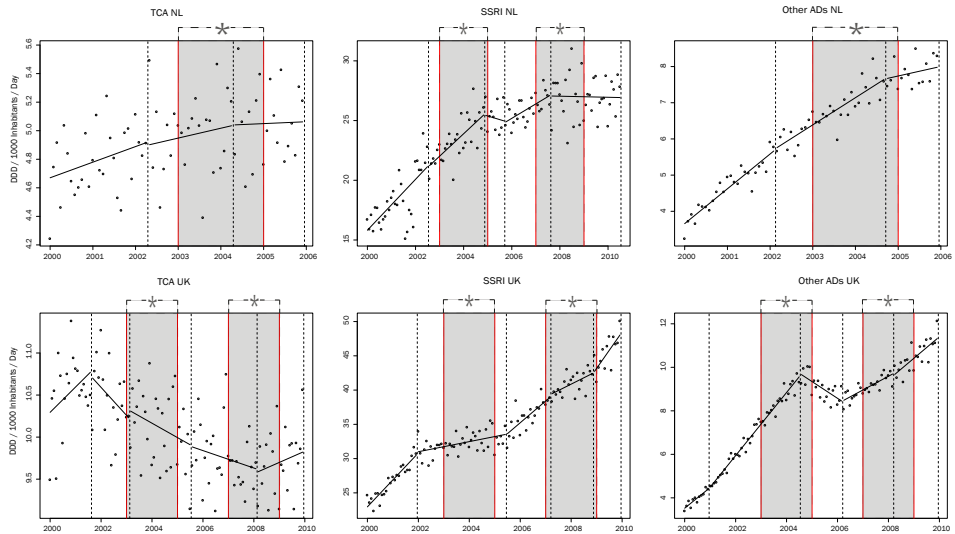 TCA NL
SSRI NL
Other ADs NL
* * * *
DDD / 1000 Inhabitants / Day
5.6
5.4
5.2
5.0
4.8
4.6
4.4
4.2
2000 2001 2002 2003 2004 2005 2006
30
25
20
15
2000 2002 2004 2006 2008 2010
8
7
6
5
4
2000 2001 2002 2003 2004 2005 2006
TCA UK
SSRI UK
Other ADs UK
* * * * * *
DDD / 1000 Inhabitants / Day
11.0
10.5
10.0
9.5
2000 2002 2004 2006 2008 2010
50
45
40
35
30
25
2000 2002 2004 2006 2008 2010
12
10
8
6
4
2000 2002 2004 2006 2008 2010